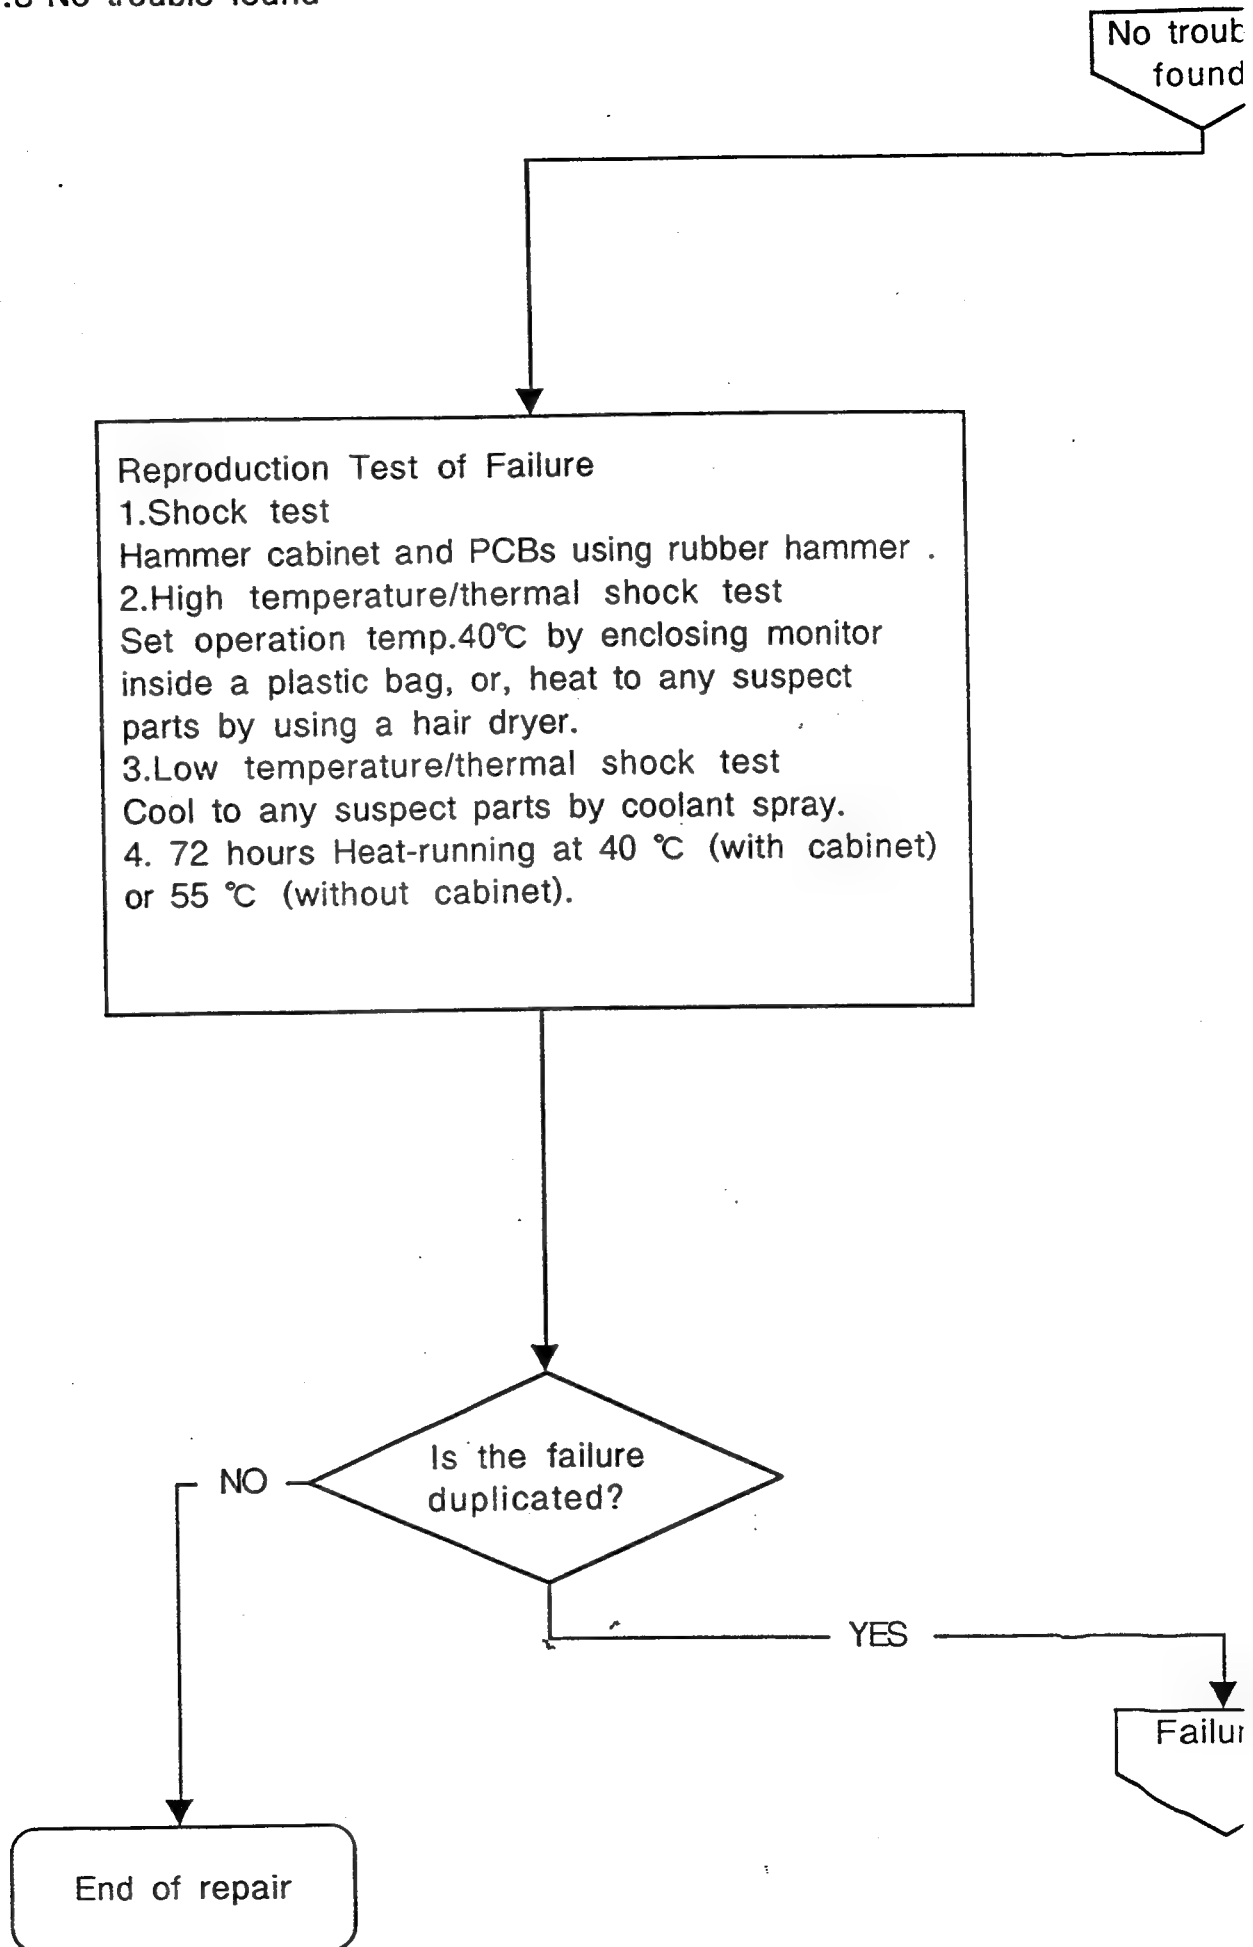 No trouble found
No troub
found
Reproduction Test of Failure
1.Shock test
Hammer cabinet and PCBs using rubber hammer .
2.High temperature/thermal shock test
Set operation temp.40℃ by enclosing monitor
inside a plastic bag, or, heat to any suspect
parts by using a hair dryer.
3.Low temperature/thermal shock test
Cool to any suspect parts by coolant spray.
4. 72 hours Heat-running at 40 ℃ (with cabinet)
or 55 ℃ (without cabinet).
Is the failure
duplicated?
NO
YES
Failur
End of repair